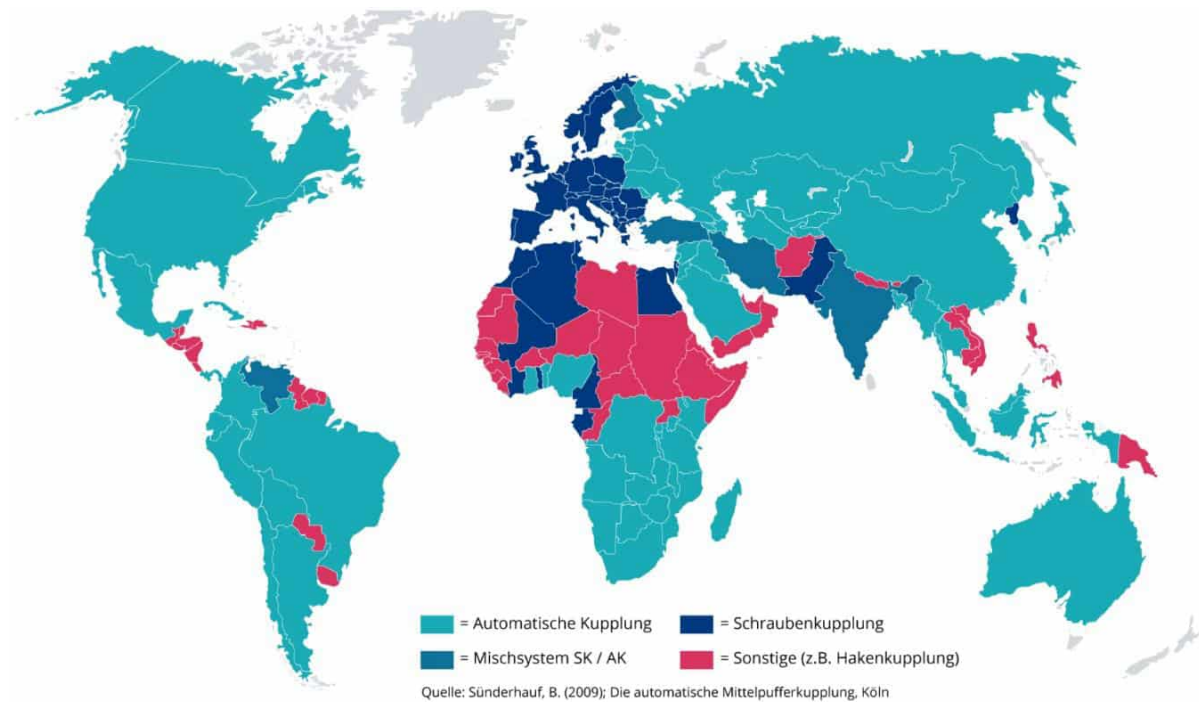 = Automatische Kupplung
= Schraubenkupplung
= Mischsystem SK / AK
= Sonstige (z.B. Hakenkupplung)
Quelle: Sünderhauf, B. (2009); Die automatische Mittelpufferkupplung, Köln